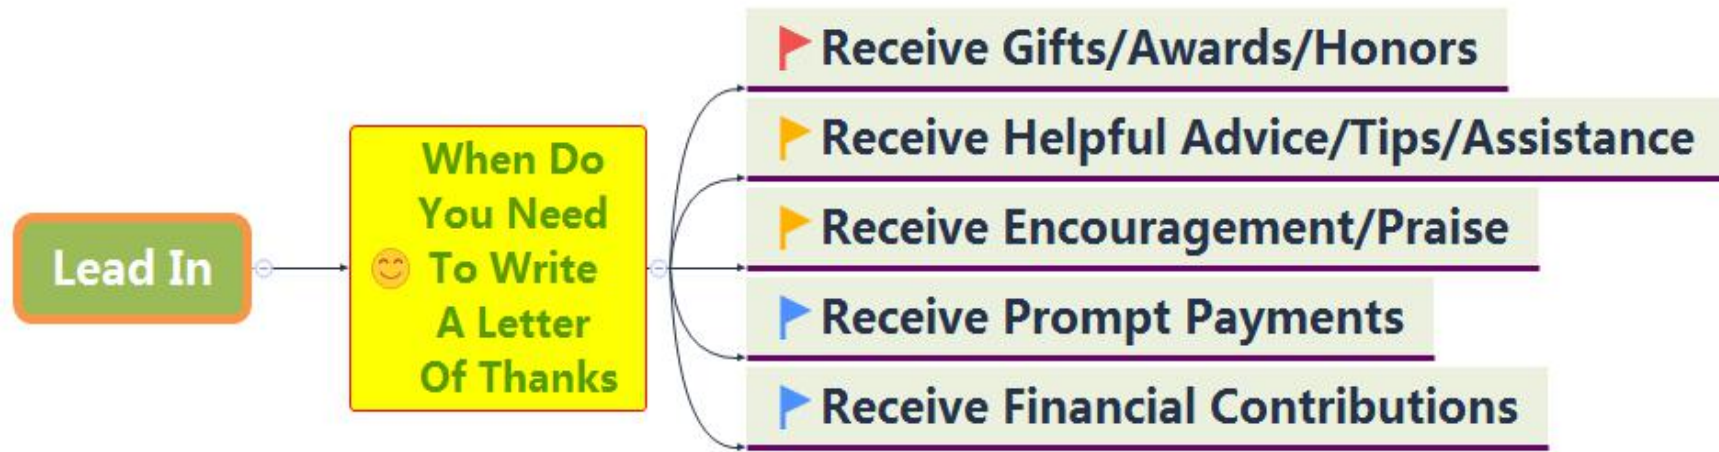 Lead In
When Do
You Need
To Write
A Letter
Of Thanks
Receive Gifts/Awards/Honors
Receive Helpful Advice/Tips/Assistance
Receive Encouragement/Praise
Receive Prompt Payments
Receive Financial Contributions